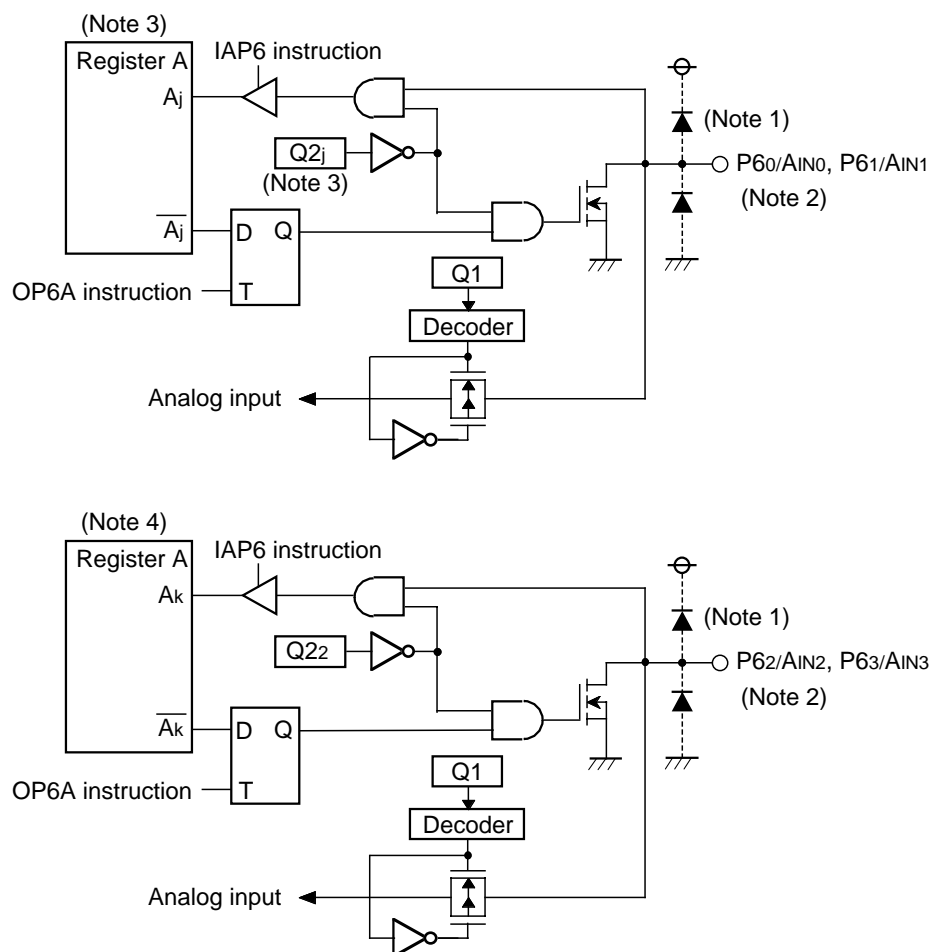 (Note 3)
Register A
IAP6 instruction
Aj
(Note 1)
Q2j
(Note 3)
P60/AIN0, P61/AIN1
(Note 2)
Aj
D Q
T
OP6A instruction
Q1
Decoder
Analog input
(Note 4)
Register A
IAP6 instruction
Ak
(Note 1)
Q22
P62/AIN2, P63/AIN3
(Note 2)
Ak
D Q
T
OP6A instruction
Q1
Decoder
Analog input